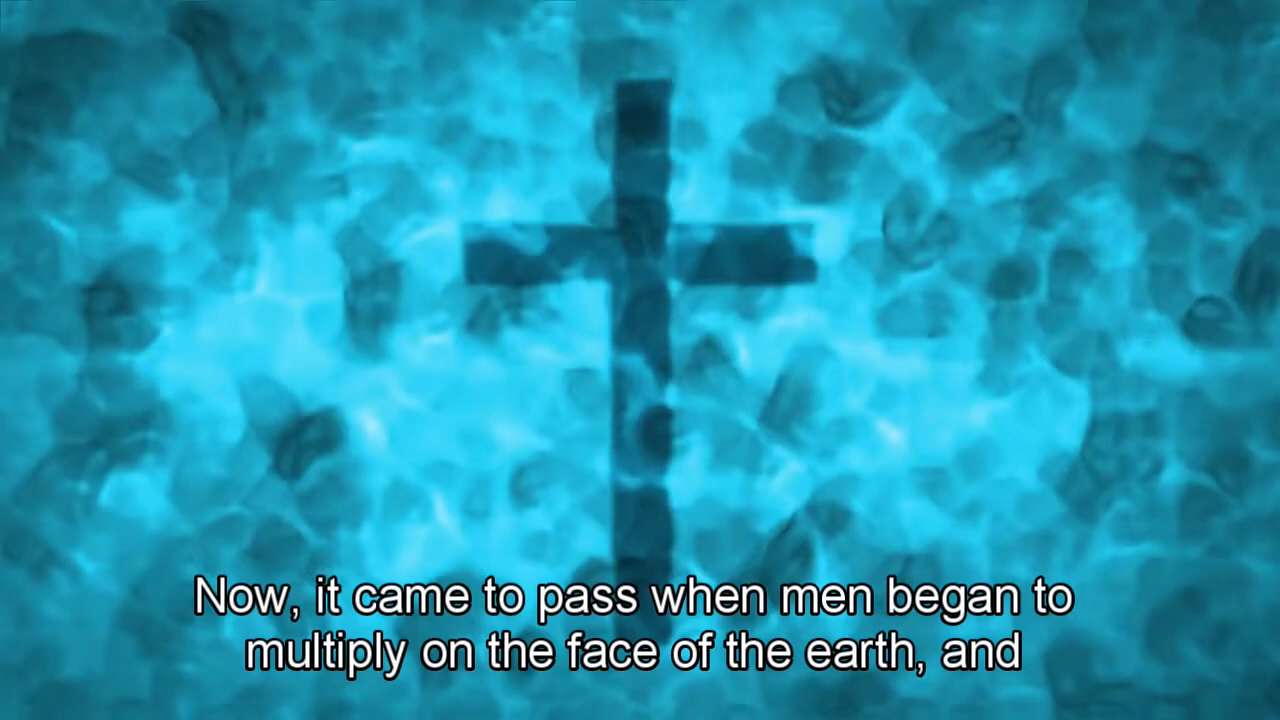 Now, it came to pass when men began to
multiply on the face of the earth, and